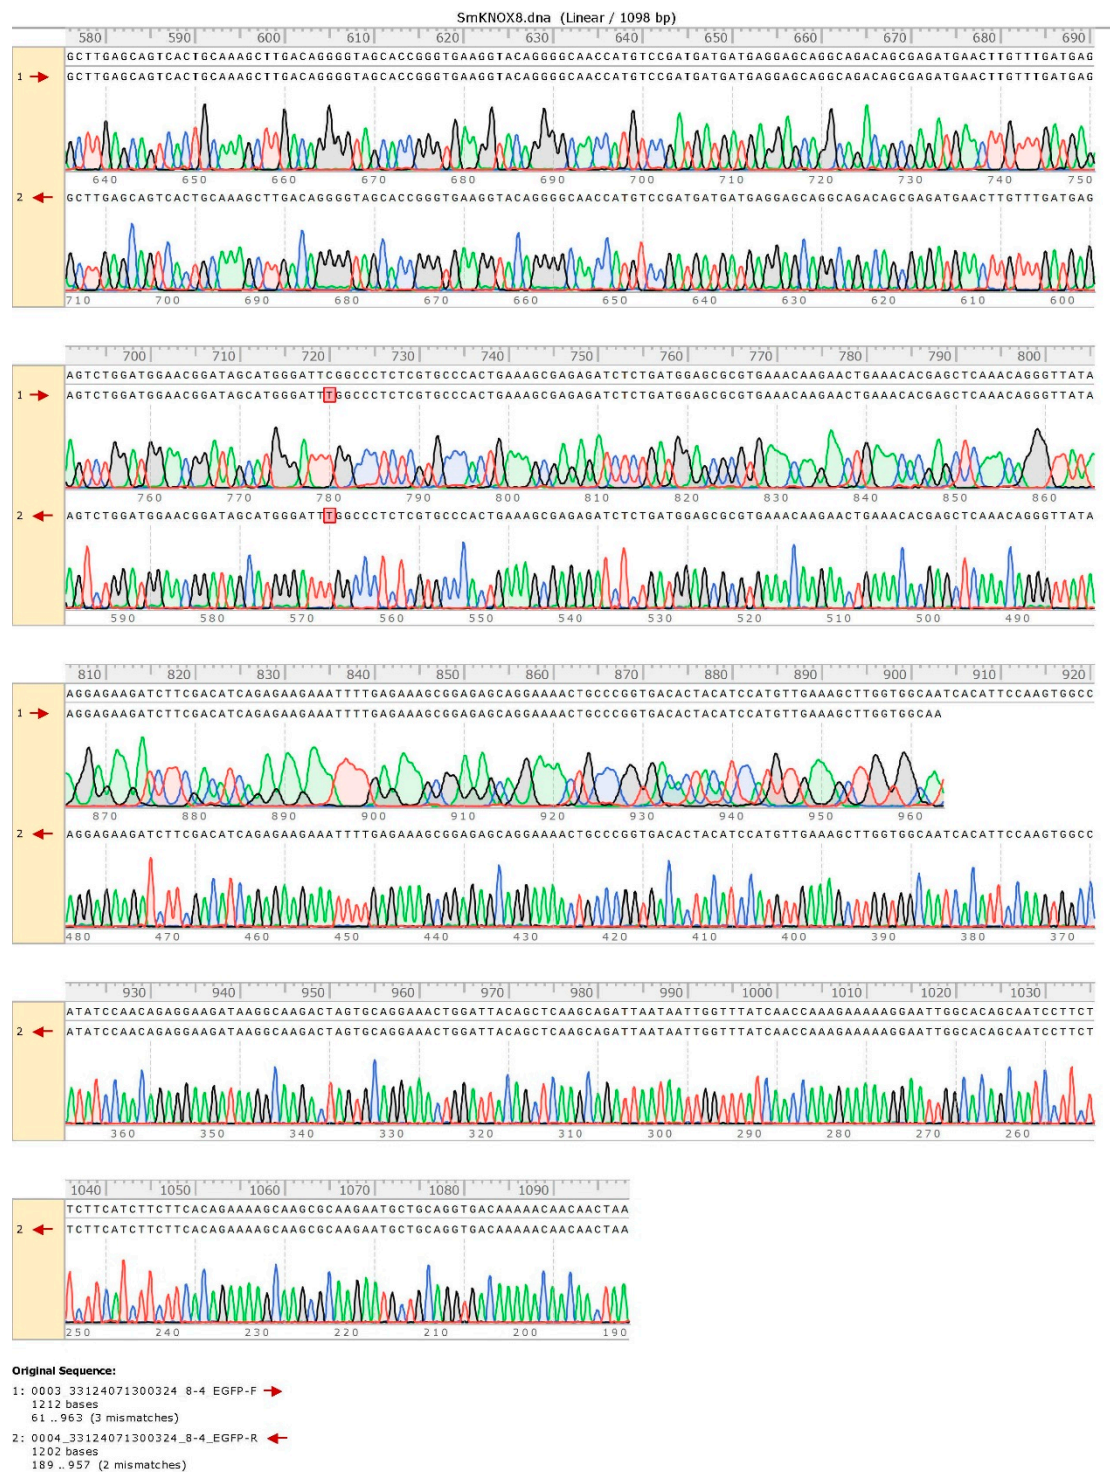 SmKNOX8.dna (Linear / 1098 bp)
580 590 600 610 620 630 640 650 660 670 680 690
GCTTGAGCAGTCACTGCAAAGCTTGACAGGGGTAGCACCGGGTGAAGGTACAGGGGCAACCATGTCCGATGATGATGAGGAGCAGGCAGACAGCGAGATGAACTTGTTTGATGAG
1 GCTTGAGCAGTCACTGCAAAGCTTGACAGGGGTAGCACCGGGTGAAGGTACAGGGGCAACCATGTCCGATGATGATGAGGAGCAGGCAGACAGCGAGATGAACTTGTTTGATGAG
640 650 660 670 680 690 700 710 720 730 740 750
2 GCTTGAGCAGTCACTGCAAAGCTTGACAGGGGTAGCACCGGGTGAAGGTACAGGGGCAACCATGTCCGATGATGATGAGGAGCAGGCAGACAGCGAGATGAACTTGTTTGATGAG
710 700 690 680 670 660 650 640 630 620 610 600
700 710 720 730 740 750 760 770 780 790 800
AGTCTGGATGGAACGGATAGCATGGGATTCGGCCCTCTCGTGCCCACTGAAAGCGAGAGATCTCTGATGGAGCGCGTGAAACAAGAACTGAAACACGAGCTCAAACAGGGTTATA
1 AGTCTGGATGGAACGGATAGCATGGGATTTGGCCCTCTCGTGCCCACTGAAAGCGAGAGATCTCTGATGGAGCGCGTGAAACAAGAACTGAAACACGAGCTCAAACAGGGTTATA
760 770 780 790 800 810 820 830 840 850 860
2 AGTCTGGATGGAACGGATAGCATGGGATTTGGCCCTCTCGTGCCCACTGAAAGCGAGAGATCTCTGATGGAGCGCGTGAAACAAGAACTGAAACACGAGCTCAAACAGGGTTATA
590 580 570 560 550 540 530 520 510 500 490
810 820 830 840 850 860 870 880 890 900 910 920
AGGAGAAGATCTTCGACATCAGAGAAGAAATTTTGAGAAAGCGGAGAGCAGGAAAACTGCCCGGTGACACTACATCCATGTTGAAAGCTTGGTGGCAATCACATTCCAAGTGGCC
1 AGGAGAAGATCTTCGACATCAGAGAAGAAATTTTGAGAAAGCGGAGAGCAGGAAAACTGCCCGGTGACACTACATCCATGTTGAAAGCTTGGTGGCAA
870 880 890 900 910 920 930 940 950 960
2 AGGAGAAGATCTTCGACATCAGAGAAGAAATTTTGAGAAAGCGGAGAGCAGGAAAACTGCCCGGTGACACTACATCCATGTTGAAAGCTTGGTGGCAATCACATTCCAAGTGGCC
480 470 460 450 440 430 420 410 400 390 380 370
930 940 950 960 970 980 990 1000 1010 1020 1030
ATATCCAACAGAGGAAGATAAGGCAAGACTAGTGCAGGAAACTGGATTACAGCTCAAGCAGATTAATAATTGGTTTATCAACCAAAGAAAAAGGAATTGGCACAGCAATCCTTCT
2 ATATCCAACAGAGGAAGATAAGGCAAGACTAGTGCAGGAAACTGGATTACAGCTCAAGCAGATTAATAATTGGTTTATCAACCAAAGAAAAAGGAATTGGCACAGCAATCCTTCT
360 350 340 330 320 310 300 290 280 270 260
1040 1050 1060 1070 1080 1090
TCTTCATCTTCTTCACAGAAAAGCAAGCGCAAGAATGCTGCAGGTGACAAAAACAACAACTAA
2 TCTTCATCTTCTTCACAGAAAAGCAAGCGCAAGAATGCTGCAGGTGACAAAAACAACAACTAA
250 240 230 220 210 200 190
Original Sequence:
1: 0003_33124071300324_8-4_EGFP-F
1212 bases
61 .. 963 (3 mismatches)
2: 0004_33124071300324_8-4_EGFP-R
1202 bases
189 .. 957 (2 mismatches)